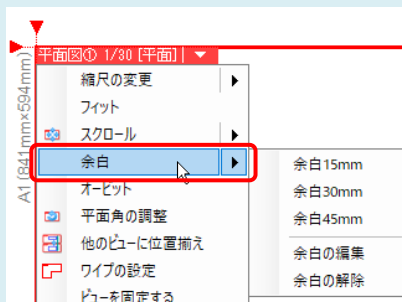 平面図① 1/30 [平面]
縮尺の変更
フィット
スクロール
余白
オービット
平面角の調整
他のビューに位置揃え
ワイプの設定
ビューを固定する
余白15mm
余白30mm
余白45mm
余白の編集
余白の解除
A1 (841mm×594mm)